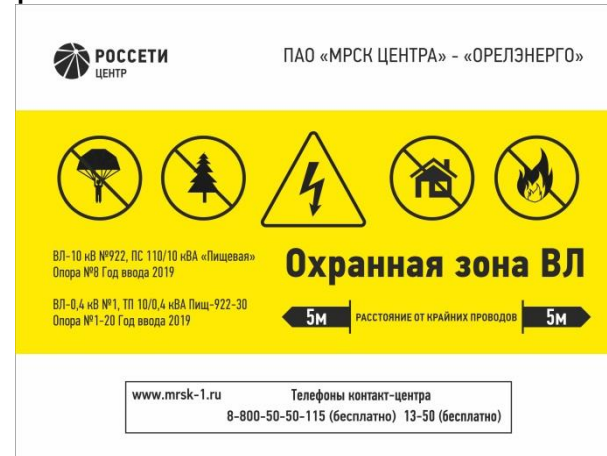 РОССЕТИ
ЦЕНТР
ПАО «МРСК ЦЕНТРА» - «ОРЕЛЭНЕРГО»
ВЛ-10 кВ №922, ПС 110/10 кВА «Пищевая»
Опора №8 Год ввода 2019
ВЛ-0,4 кВ №1, ТП 10/0,4 кВА Пищ-922-30
Опора №1-20 Год ввода 2019
Охранная зона ВЛ
5м РАССТОЯНИЕ ОТ КРАЙНИХ ПРОВОДОВ 5м
www.mrsk-1.ru Телефоны контакт-центра
8-800-50-50-115 (бесплатно) 13-50 (бесплатно)